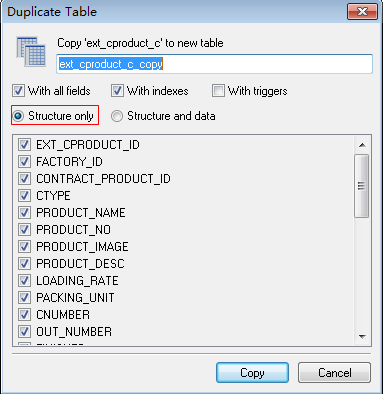 Duplicate Table
Copy 'ext_cproduct_c' to new table
ext_cproduct_c_copy
With all fields With indexes With triggers
Structure only Structure and data
EXT_CPRODUCT_ID
FACTORY_ID
CONTRACT_PRODUCT_ID
CTYPE
PRODUCT_NAME
PRODUCT_NO
PRODUCT_IMAGE
PRODUCT_DESC
LOADING_RATE
PACKING_UNIT
CNUMBER
OUT_NUMBER
Copy Cancel